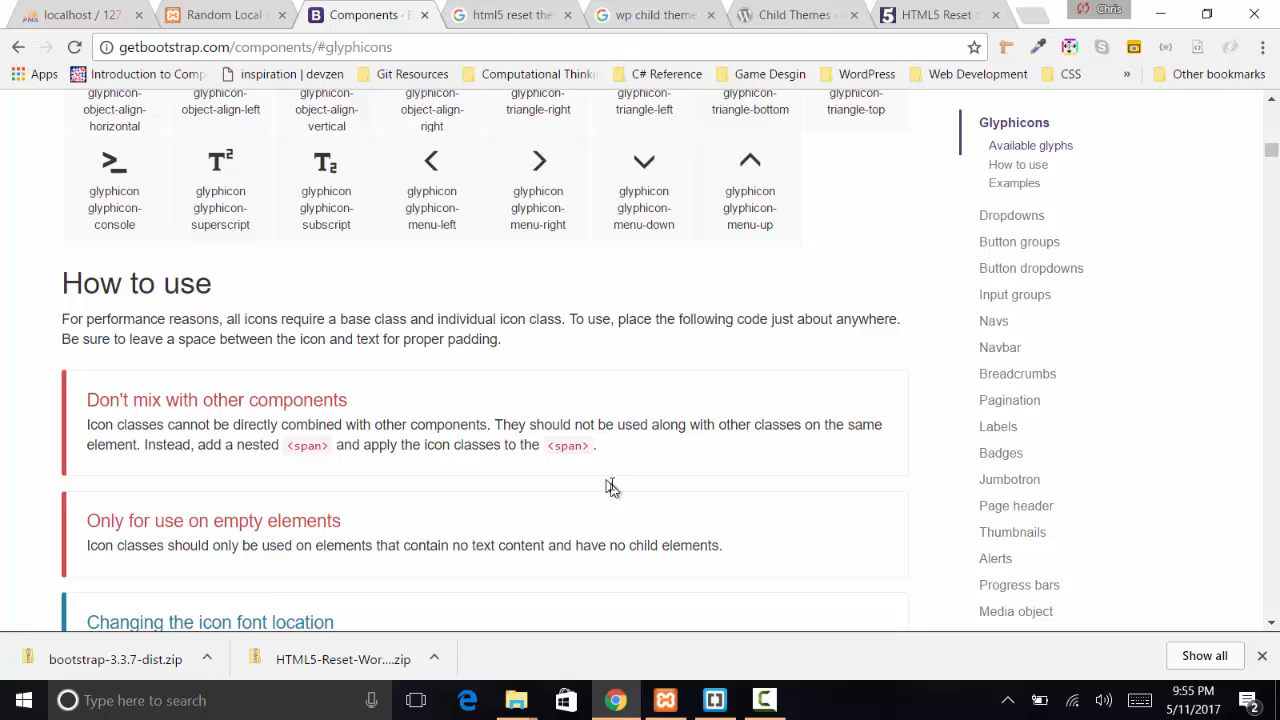 localhost / 127
Random Local
Components · B
html5 reset the
wp child theme
Child Themes «
HTML5 Reset :
Chris
getbootstrap.com/components/#glyphicons
Apps
Introduction to Comp
inspiration | devzen
Git Resources
Computational Thinki
C# Reference
Game Desgin
WordPress
Web Development
CSS
»
Other bookmarks
glyphicon-
object-align-
horizontal
glyphicon-
object-align-left
glyphicon-
object-align-
vertical
glyphicon-
object-align-
right
glyphicon-
triangle-right
glyphicon-
triangle-left
glyphicon-
triangle-bottom
glyphicon-
triangle-top
glyphicon
glyphicon-
console
glyphicon
glyphicon-
superscript
glyphicon
glyphicon-
subscript
glyphicon
glyphicon-
menu-left
glyphicon
glyphicon-
menu-right
glyphicon
glyphicon-
menu-down
glyphicon
glyphicon-
menu-up
How to use
For performance reasons, all icons require a base class and individual icon class. To use, place the following code just about anywhere.
Be sure to leave a space between the icon and text for proper padding.
Don't mix with other components
Icon classes cannot be directly combined with other components. They should not be used along with other classes on the same
element. Instead, add a nested <span> and apply the icon classes to the <span>.
Only for use on empty elements
Icon classes should only be used on elements that contain no text content and have no child elements.
Changing the icon font location
Glyphicons
Available glyphs
How to use
Examples
Dropdowns
Button groups
Button dropdowns
Input groups
Navs
Navbar
Breadcrumbs
Pagination
Labels
Badges
Jumbotron
Page header
Thumbnails
Alerts
Progress bars
Media object
bootstrap-3.3.7-dist.zip
HTML5-Reset-Wor....zip
Show all
Type here to search
9:55 PM
5/11/2017
2